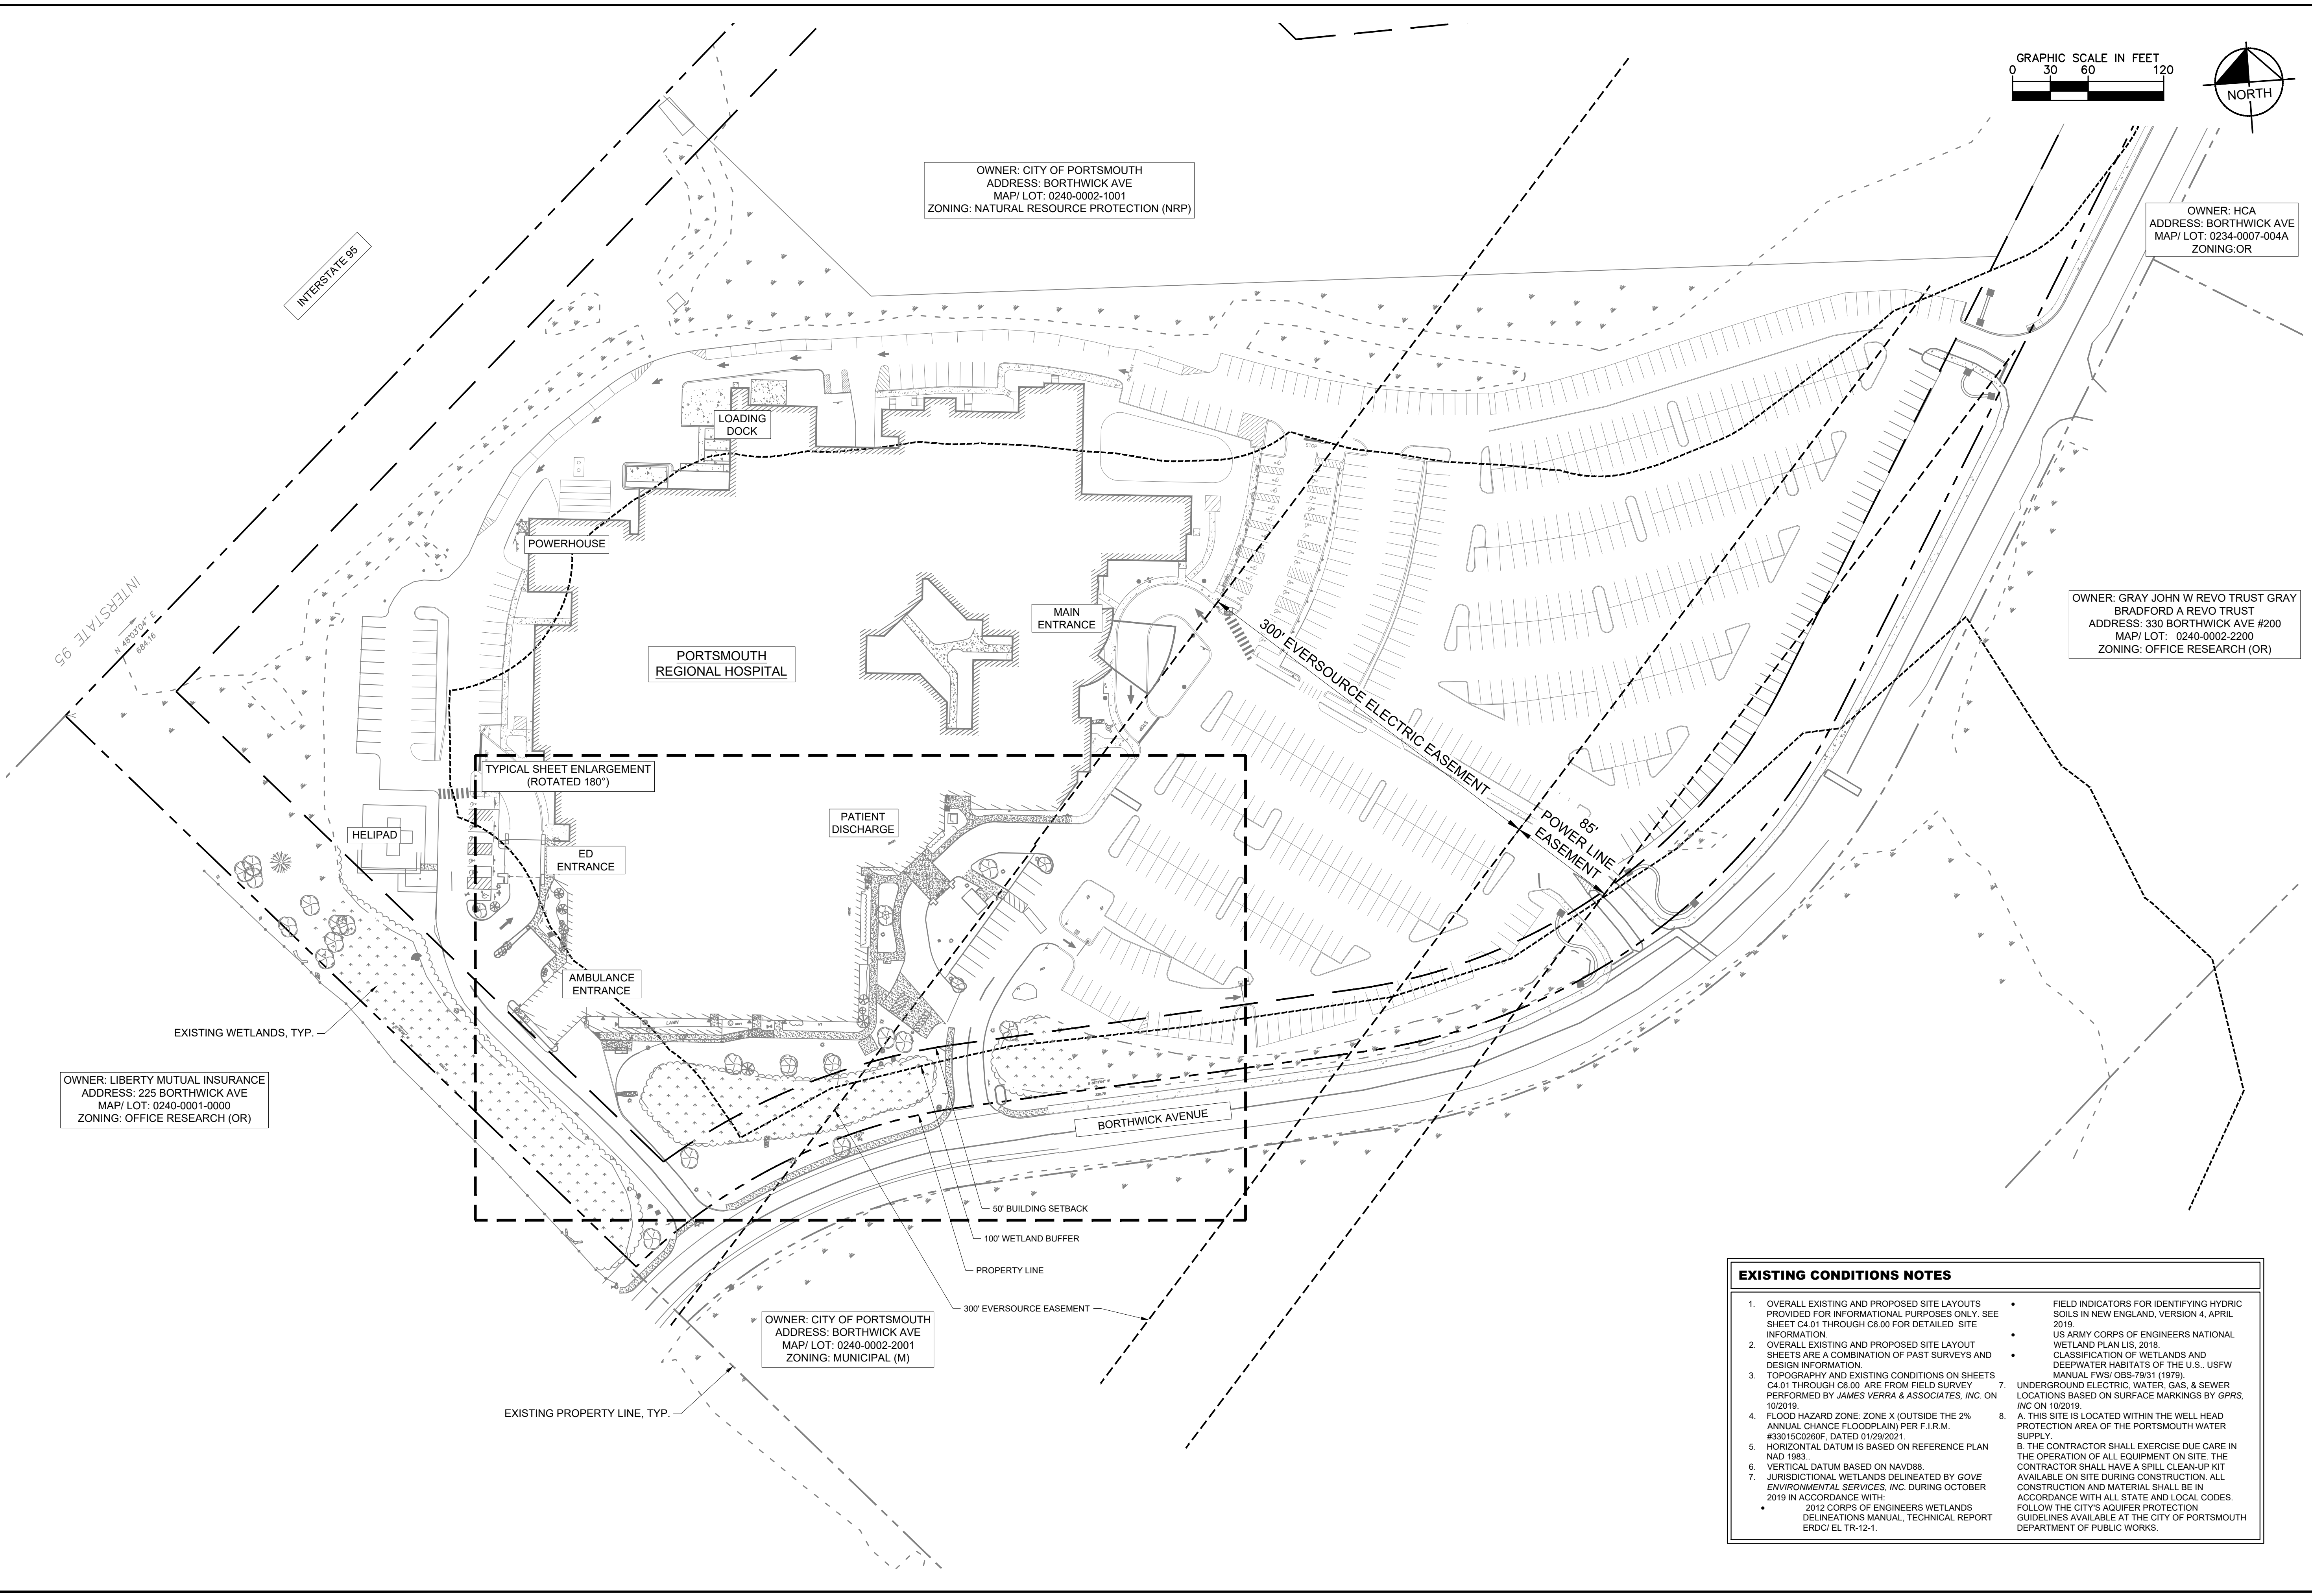 GRAPHIC SCALE IN FEET
0 30 60 120
NORTH
OWNER: CITY OF PORTSMOUTH
ADDRESS: BORTHWICK AVE
MAP/ LOT: 0240-0002-1001
ZONING: NATURAL RESOURCE PROTECTION (NRP)
OWNER: HCA
ADDRESS: BORTHWICK AVE
MAP/ LOT: 0234-0007-004A
ZONING:OR
INTERSTATE 95
LOADING
DOCK
STOP
POWERHOUSE
INTERSTATE 95
N 48°03'04" E
684.16
MAIN
ENTRANCE
PORTSMOUTH
REGIONAL HOSPITAL
300' EVERSOURCE ELECTRIC EASEMENT
OWNER: GRAY JOHN W REVO TRUST GRAY
BRADFORD A REVO TRUST
ADDRESS: 330 BORTHWICK AVE #200
MAP/ LOT: 0240-0002-2200
ZONING: OFFICE RESEARCH (OR)
STOP
TYPICAL SHEET ENLARGEMENT
(ROTATED 180°)
HELIPAD
PATIENT
DISCHARGE
85'
POWER LINE
EASEMENT
ED
ENTRANCE
AMBULANCE
ENTRANCE
LAWN
EXISTING WETLANDS, TYP.
OWNER: LIBERTY MUTUAL INSURANCE
ADDRESS: 225 BORTHWICK AVE
MAP/ LOT: 0240-0001-0000
ZONING: OFFICE RESEARCH (OR)
BORTHWICK AVENUE
50' BUILDING SETBACK
100' WETLAND BUFFER
PROPERTY LINE
300' EVERSOURCE EASEMENT
OWNER: CITY OF PORTSMOUTH
ADDRESS: BORTHWICK AVE
MAP/ LOT: 0240-0002-2001
ZONING: MUNICIPAL (M)
EXISTING PROPERTY LINE, TYP.
EXISTING CONDITIONS NOTES
1. OVERALL EXISTING AND PROPOSED SITE LAYOUTS
PROVIDED FOR INFORMATIONAL PURPOSES ONLY. SEE
SHEET C4.01 THROUGH C6.00 FOR DETAILED SITE
INFORMATION.
2. OVERALL EXISTING AND PROPOSED SITE LAYOUT
SHEETS ARE A COMBINATION OF PAST SURVEYS AND
DESIGN INFORMATION.
3. TOPOGRAPHY AND EXISTING CONDITIONS ON SHEETS
C4.01 THROUGH C6.00 ARE FROM FIELD SURVEY
PERFORMED BY JAMES VERRA & ASSOCIATES, INC. ON
10/2019.
4. FLOOD HAZARD ZONE: ZONE X (OUTSIDE THE 2%
ANNUAL CHANCE FLOODPLAIN) PER F.I.R.M.
#33015C0260F, DATED 01/29/2021.
5. HORIZONTAL DATUM IS BASED ON REFERENCE PLAN
NAD 1983..
6. VERTICAL DATUM BASED ON NAVD88.
7. JURISDICTIONAL WETLANDS DELINEATED BY GOVE
ENVIRONMENTAL SERVICES, INC. DURING OCTOBER
2019 IN ACCORDANCE WITH:
• 2012 CORPS OF ENGINEERS WETLANDS
DELINEATIONS MANUAL, TECHNICAL REPORT
ERDC/ EL TR-12-1.
• FIELD INDICATORS FOR IDENTIFYING HYDRIC
SOILS IN NEW ENGLAND, VERSION 4, APRIL
2019.
• US ARMY CORPS OF ENGINEERS NATIONAL
WETLAND PLAN LIS, 2018.
• CLASSIFICATION OF WETLANDS AND
DEEPWATER HABITATS OF THE U.S.. USFW
MANUAL FWS/ OBS-79/31 (1979).
7. UNDERGROUND ELECTRIC, WATER, GAS, & SEWER
LOCATIONS BASED ON SURFACE MARKINGS BY GPRS,
INC ON 10/2019.
8. A. THIS SITE IS LOCATED WITHIN THE WELL HEAD
PROTECTION AREA OF THE PORTSMOUTH WATER
SUPPLY.
B. THE CONTRACTOR SHALL EXERCISE DUE CARE IN
THE OPERATION OF ALL EQUIPMENT ON SITE. THE
CONTRACTOR SHALL HAVE A SPILL CLEAN-UP KIT
AVAILABLE ON SITE DURING CONSTRUCTION. ALL
CONSTRUCTION AND MATERIAL SHALL BE IN
ACCORDANCE WITH ALL STATE AND LOCAL CODES.
FOLLOW THE CITY'S AQUIFER PROTECTION
GUIDELINES AVAILABLE AT THE CITY OF PORTSMOUTH
DEPARTMENT OF PUBLIC WORKS.